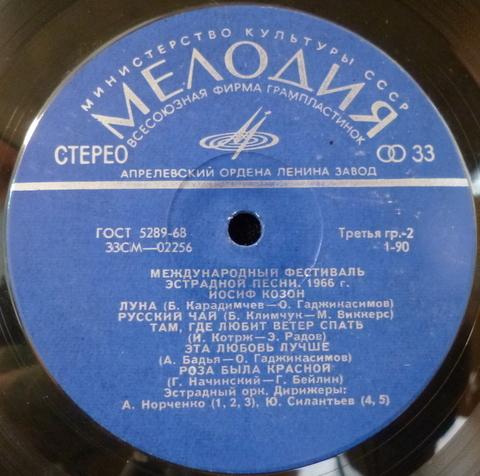 МИНИСТЕРСТВО КУЛЬТУРЫ СССР
МЕЛОДИЯ
ВСЕСОЮЗНАЯ ФИРМА ГРАМПЛАСТИНОК
СТЕРЕО 33
АПРЕЛЕВСКИЙ ОРДЕНА ЛЕНИНА ЗАВОД
ГОСТ 5289-68 Третья гр.-2
33СМ—02256 1-90
МЕЖДУНАРОДНЫЙ ФЕСТИВАЛЬ
ЭСТРАДНОЙ ПЕСНИ. 1966 г.
ИОСИФ КОЗОН
ЛУНА (Б. Карадимчев—О. Гаджикасимов)
РУССКИЙ ЧАЙ (Б. Климчук—М. Виккерс)
ТАМ, ГДЕ ЛЮБИТ ВЕТЕР СПАТЬ
(И. Котрж—Э. Радов)
ЭТА ЛЮБОВЬ ЛУЧШЕ
(А. Бадья—О. Гаджикасимов)
РОЗА БЫЛА КРАСНОЙ
(Г. Начинский—Г. Бейлин)
Эстрадный орк. Дирижеры:
А. Норченко (1, 2, 3), Ю. Силантьев (4, 5)